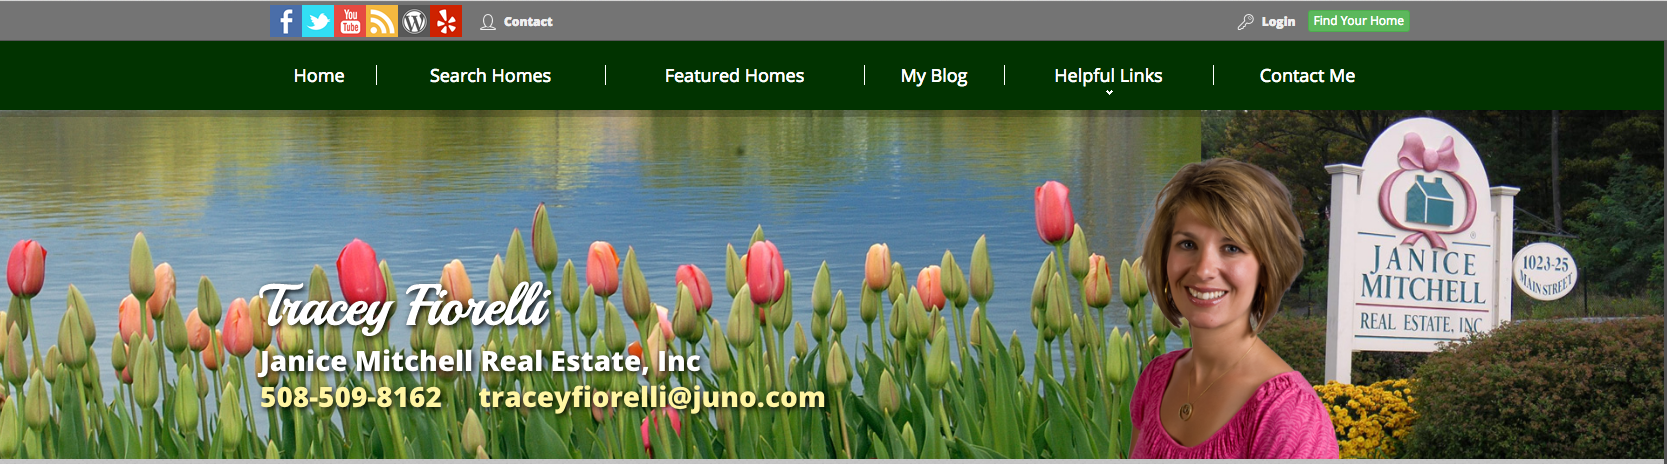 f You Tube W Contact Login Find Your Home
Home Search Homes Featured Homes My Blog Helpful Links Contact Me
Tracey Fiorelli
Janice Mitchell Real Estate, Inc
508-509-8162 traceyfiorelli@juno.com
JANICE
MITCHELL
REAL ESTATE, INC
®
1023-25
MAIN STREET